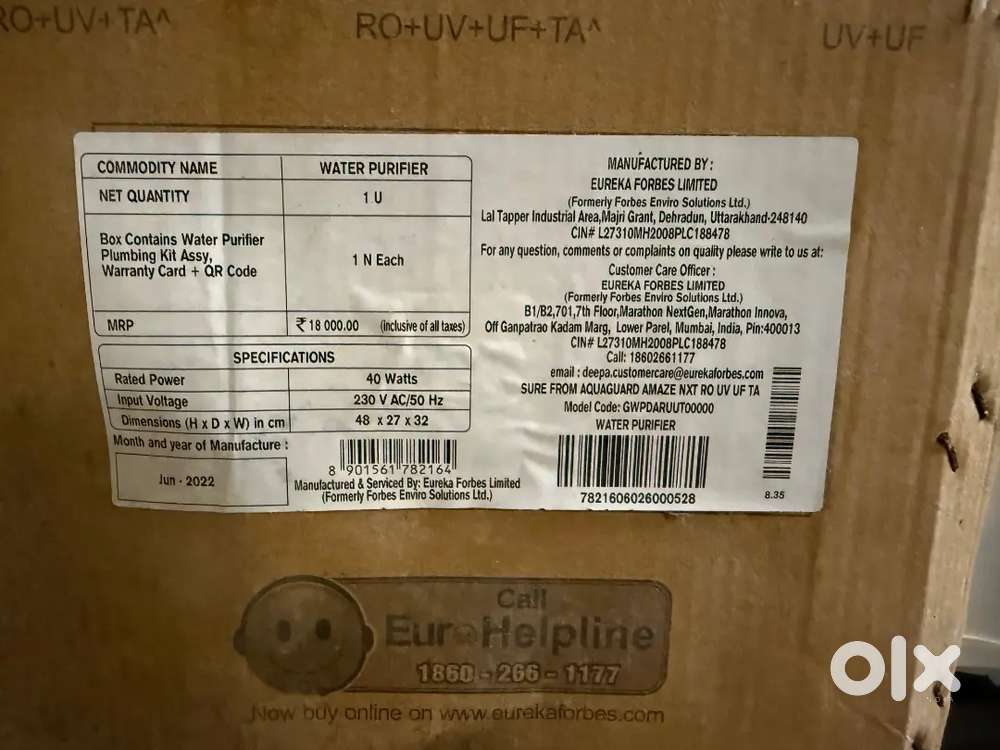 RO+UV+TA^
RO+UV+UF+TA^
UV+UF
COMMODITY NAME
WATER PURIFIER
NET QUANTITY
1 U
Box Contains Water Purifier
Plumbing Kit Assy,
Warranty Card + QR Code
1 N Each
MRP
₹ 18 000.00 (inclusive of all taxes)
SPECIFICATIONS
Rated Power
40 Watts
Input Voltage
230 V AC/50 Hz
Dimensions (H x D x W) in cm
48 x 27 x 32
Month and year of Manufacture :
Jun - 2022
8 901561 782164
Manufactured & Serviced By: Eureka Forbes Limited
(Formerly Forbes Enviro Solutions Ltd.)
MANUFACTURED BY :
EUREKA FORBES LIMITED
(Formerly Forbes Enviro Solutions Ltd.)
Lal Tapper Industrial Area,Majri Grant, Dehradun, Uttarakhand-248140
CIN# L27310MH2008PLC188478
For any question, comments or complaints on quality please write to us at:
Customer Care Officer :
EUREKA FORBES LIMITED
(Formerly Forbes Enviro Solutions Ltd.)
B1/B2,701,7th Floor,Marathon NextGen,Marathon Innova,
Off Ganpatrao Kadam Marg, Lower Parel, Mumbai, India, Pin:400013
CIN# L27310MH2008PLC188478
Call: 18602661177
email : deepa.customercare@eurekaforbes.com
SURE FROM AQUAGUARD AMAZE NXT RO UV UF TA
Model Code: GWPDARUUT00000
WATER PURIFIER
7821606026000528
8.35
Call
EuroHelpline
1860-266-1177
Now buy online on www.eurekaforbes.com
olx